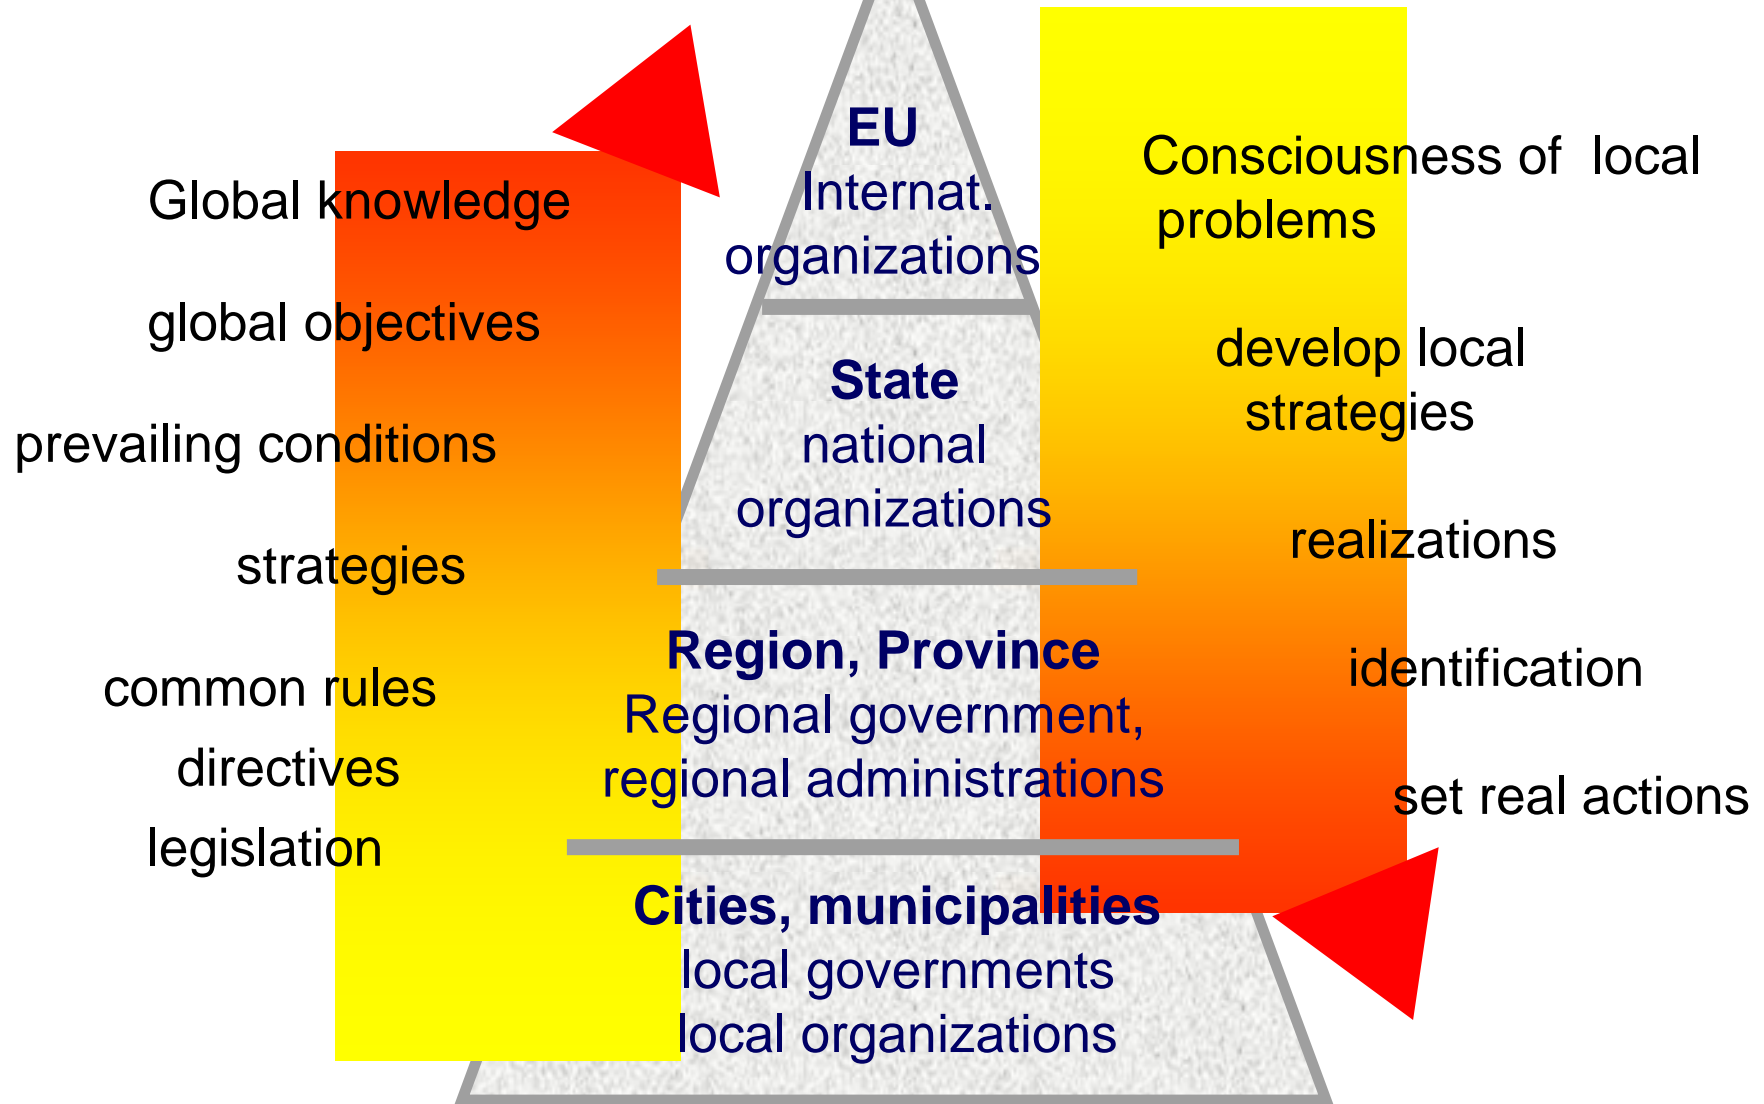 EU
Internat.
organizations
State
national
organizations
Region, Province
Regional government,
regional administrations
Cities, municipalities
local governments
local organizations
Global knowledge
global objectives
prevailing conditions
strategies
common rules
directives
legislation
Consciousness of  local
problems
develop local
strategies
realizations
identification
set real actions